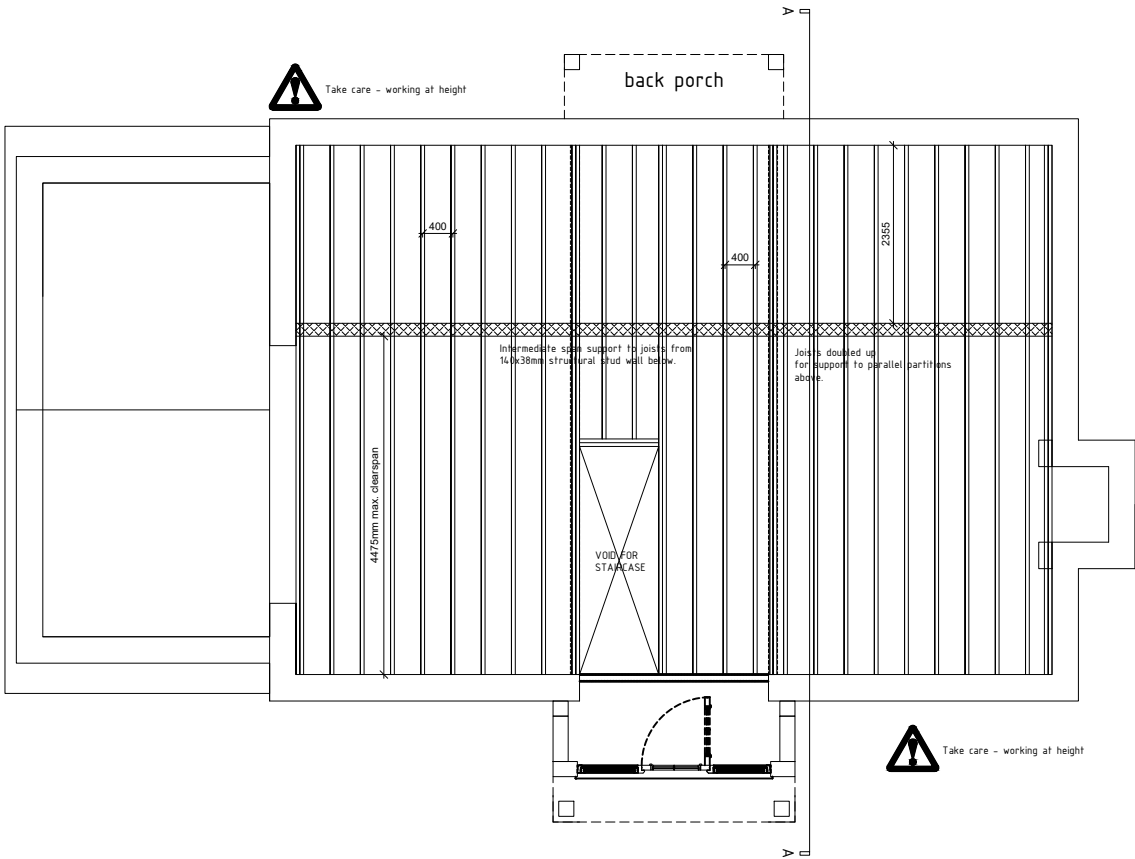 A
back porch
Take care - working at height
400
400
2355
Intermediate span support to joists from
140x38mm structural stud wall below.
Joists doubled up
for support to parallel partitions
above.
4475mm max. clearspan
VOID FOR
STAIRCASE
Take care - working at height
A